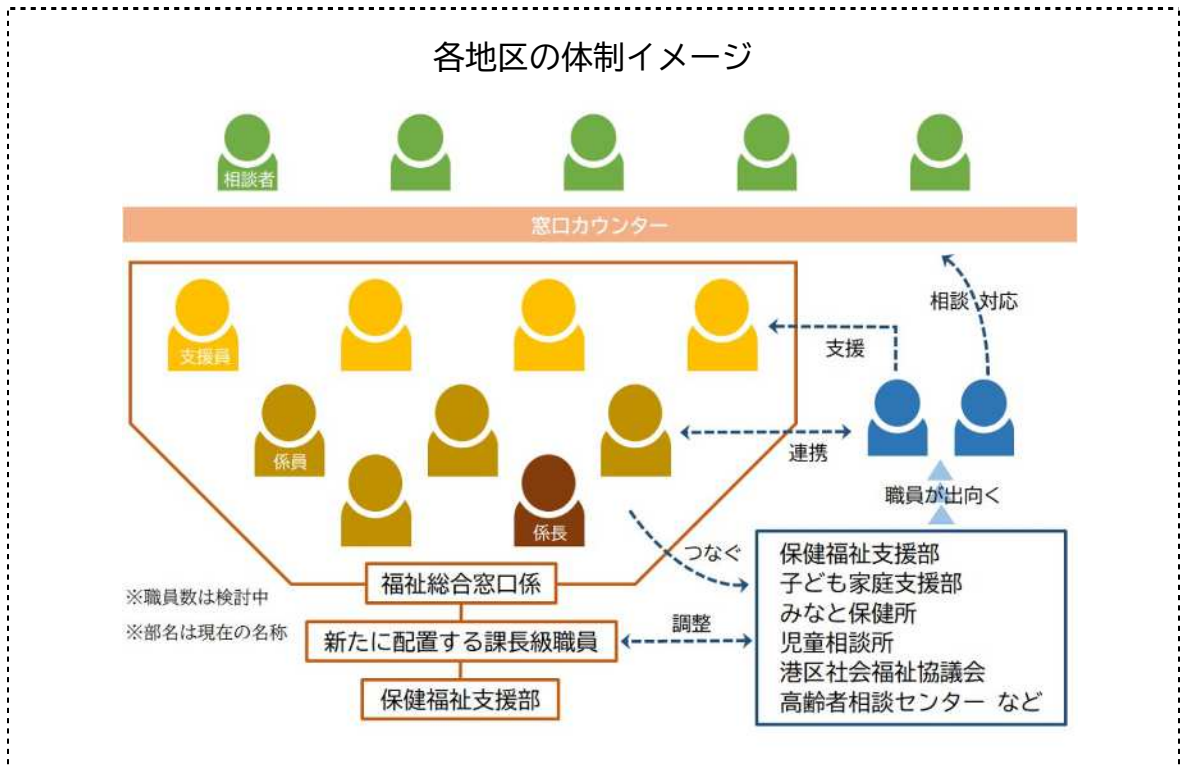 各地区の体制イメージ
相談者
窓口カウンター
相談 対応
支援員
支援
係員
連携
職員が出向く
係長
つなぐ
保健福祉支援部
子ども家庭支援部
みなと保健所
児童相談所
港区社会福祉協議会
高齢者相談センター など
福祉総合窓口係
※職員数は検討中
※部名は現在の名称
新たに配置する課長級職員
調整
保健福祉支援部